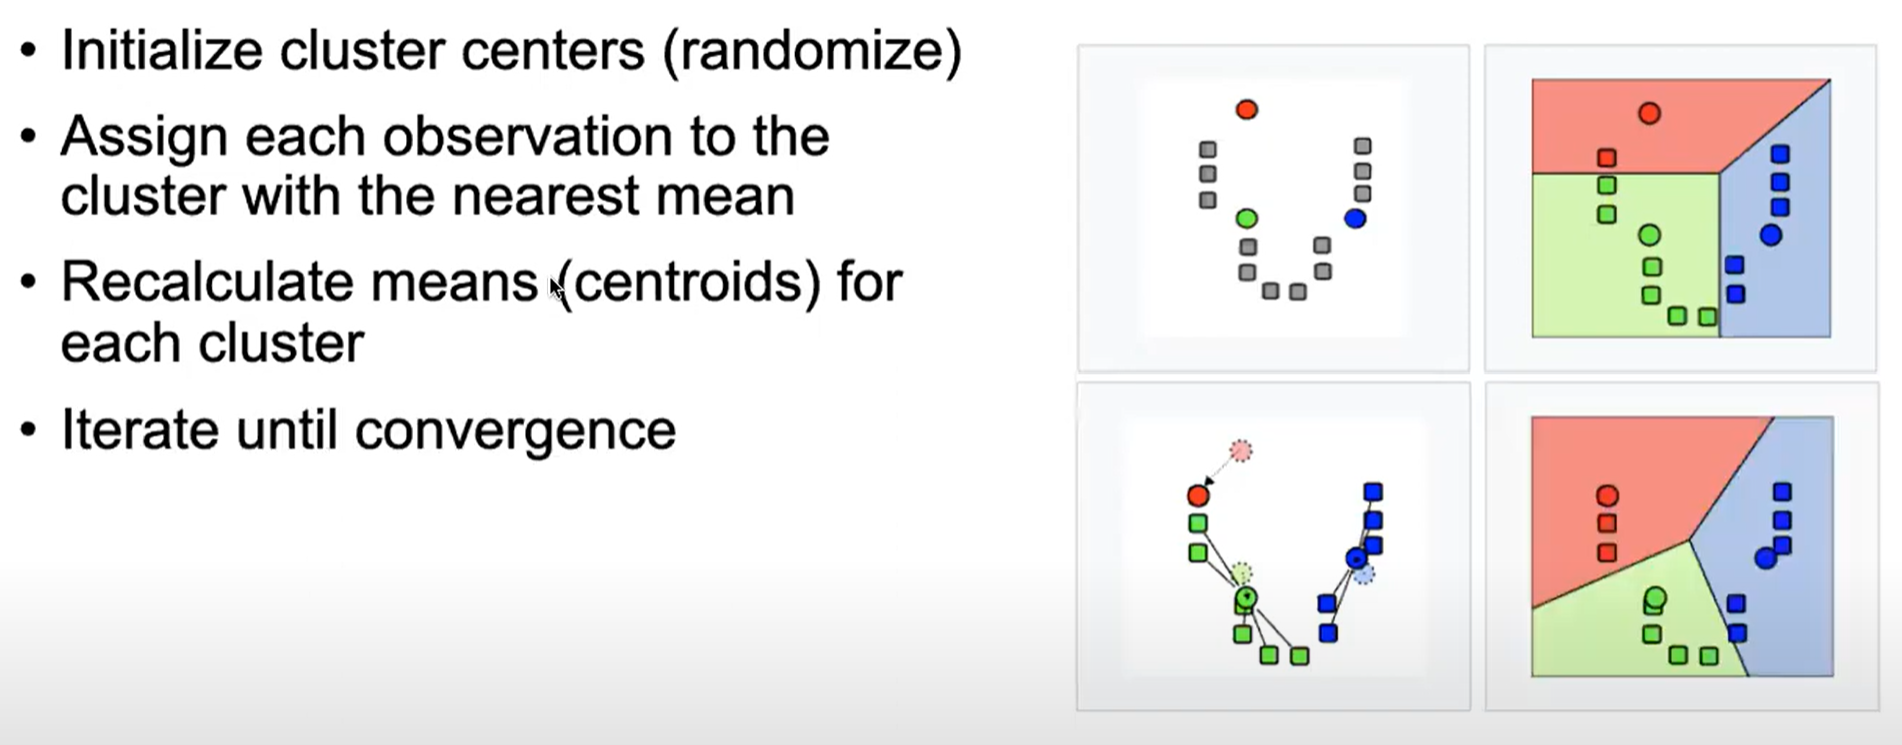 • Initialize cluster centers (randomize)
• Assign each observation to the
cluster with the nearest mean
• Recalculate means (centroids) for
each cluster
• Iterate until convergence